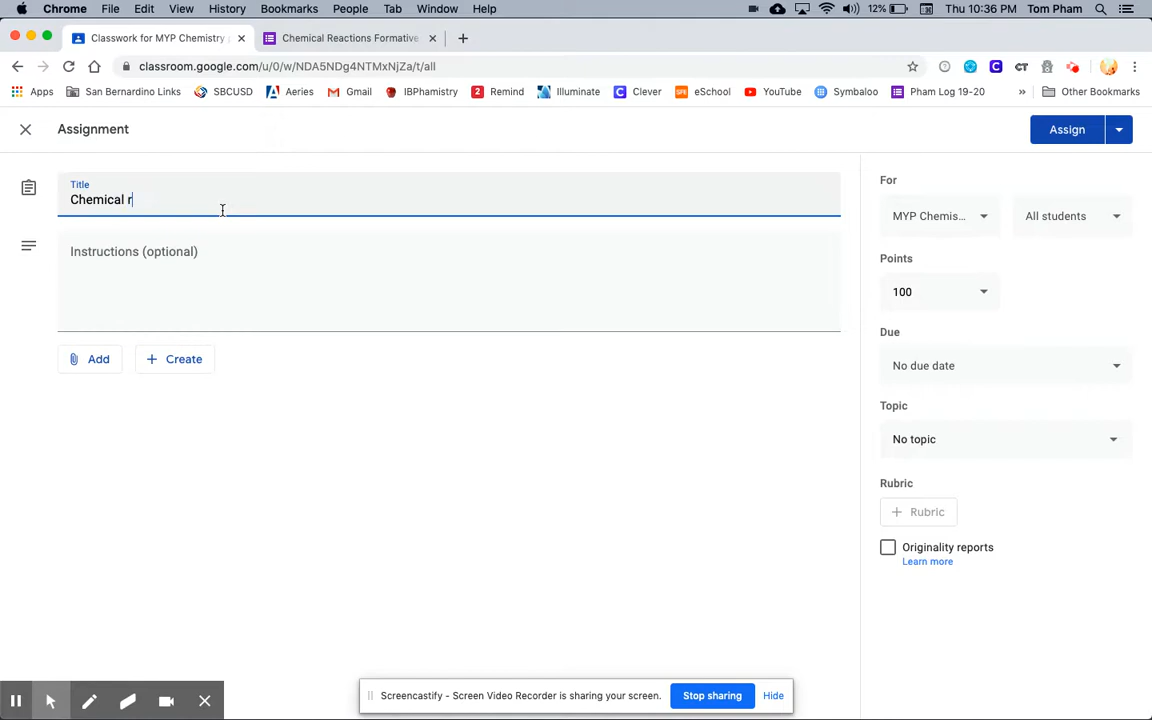 Chrome File Edit View History Bookmarks People Tab Window Help 12% Thu 10:36 PM Tom Pham
Classwork for MYP Chemistry Chemical Reactions Formative
classroom.google.com/u/0/w/NDA5NDg4NTMxNjZa/t/all
Apps San Bernardino Links SBCUSD Aeries Gmail IBPhamistry Remind Illuminate Clever eSchool YouTube Symbaloo Pham Log 19-20 » Other Bookmarks
Assignment Assign
Title
Chemical r
Instructions (optional)
Add Create
For
MYP Chemis... All students
Points
100
Due
No due date
Topic
No topic
Rubric
+ Rubric
Originality reports
Learn more
Screencastify - Screen Video Recorder is sharing your screen. Stop sharing Hide